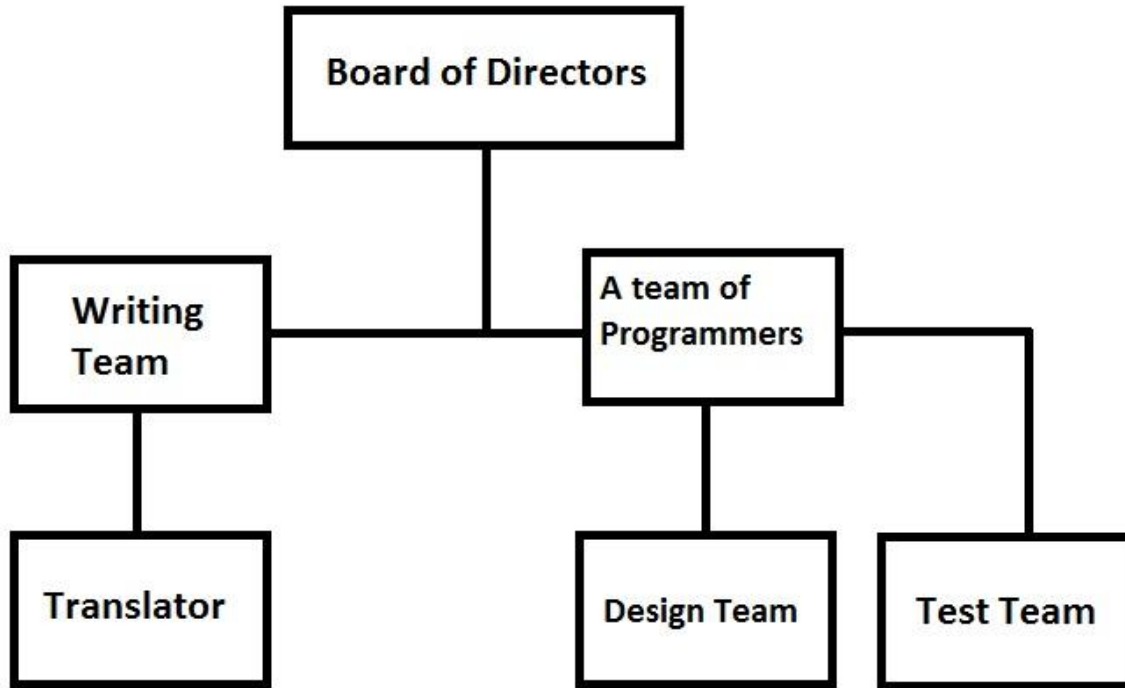 Board of Directors
Writing
Team
A team of
Programmers
Translator
Design Team
Test Team